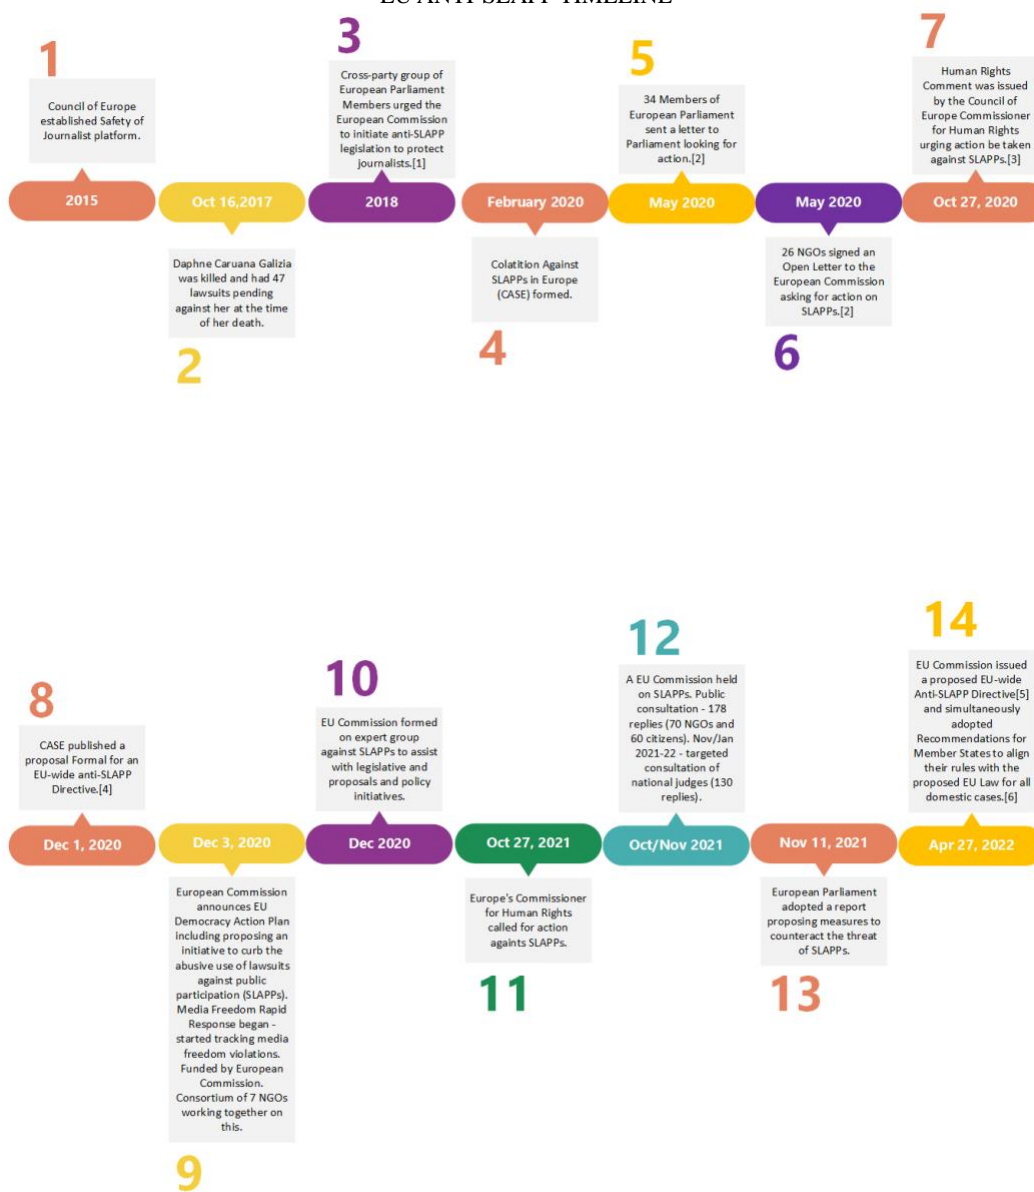 EU ANTI-SLAPP TIMELINE
1
Council of Europe
established Safety of
Journalist platform.
2015
Oct 16,2017
Daphne Caruana Galizia
was killed and had 47
lawsuits pending
against her at the time
of her death.
2
3
Cross-party group of
European Parliament
Members urged the
European Commission
to initiate anti-SLAPP
legislation to protect
journalists.[1]
2018
February 2020
Colatition Against
SLAPPs in Europe
(CASE) formed.
4
5
34 Members of
European Parliament
sent a letter to
Parliament looking for
action.[2]
May 2020
May 2020
26 NGOs signed an
Open Letter to the
European Commission
asking for action on
SLAPPs.[2]
6
7
Human Rights
Comment was issued
by the Council of
Europe Commissioner
for Human Rights
urging action be taken
against SLAPPs.[3]
Oct 27, 2020
8
CASE published a
proposal Formal for an
EU-wide anti-SLAPP
Directive.[4]
Dec 1, 2020
Dec 3, 2020
European Commission
announces EU
Democracy Action Plan
including proposing an
initiative to curb the
abusive use of lawsuits
against public
participation (SLAPPs).
Media Freedom Rapid
Response began -
started tracking media
freedom violations.
Funded by European
Commission.
Consortium of 7 NGOs
working together on
this.
9
10
EU Commission formed
on expert group
against SLAPPs to assist
with legislative and
proposals and policy
initiatives.
Dec 2020
Oct 27, 2021
Europe's Commissioner
for Human Rights
called for action
againts SLAPPs.
11
12
A EU Commission held
on SLAPPs. Public
consultation - 178
replies (70 NGOs and
60 citizens). Nov/Jan
2021-22 - targeted
consultation of
national judges (130
replies).
Oct/Nov 2021
Nov 11, 2021
European Parliament
adopted a report
proposing measures to
counteract the threat
of SLAPPs.
13
14
EU Commission issued
a proposed EU-wide
Anti-SLAPP Directive[5]
and simultaneously
adopted
Recommendations for
Member States to align
their rules with the
proposed EU Law for all
domestic cases.[6]
Apr 27, 2022